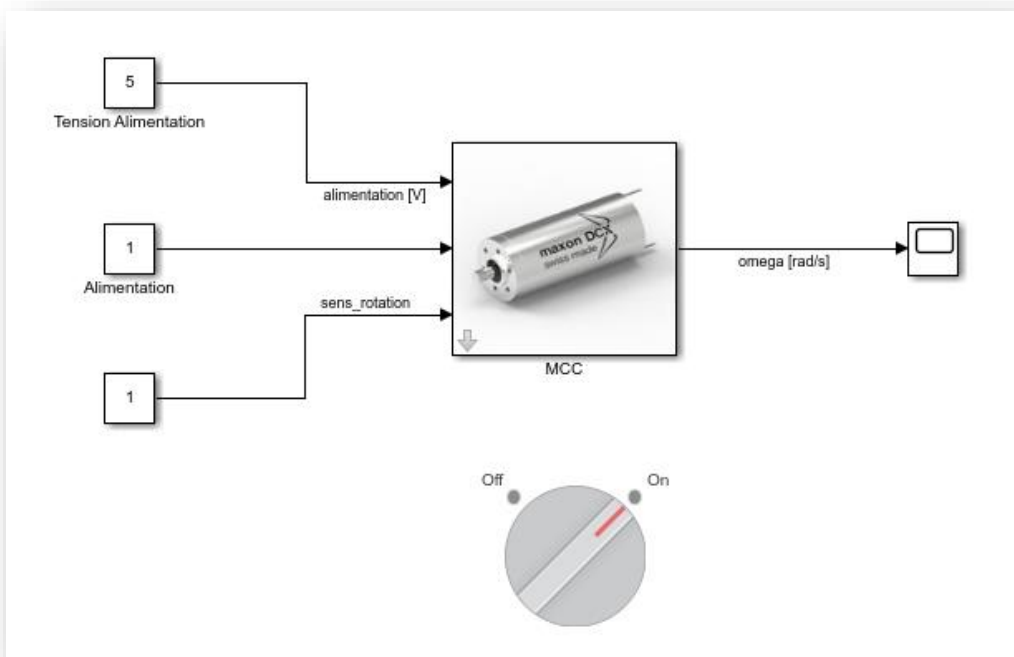 5
Tension Alimentation
alimentation [V]
1
Alimentation
sens_rotation
1
maxon DCX
swiss made
MCC
omega [rad/s]
Off
On